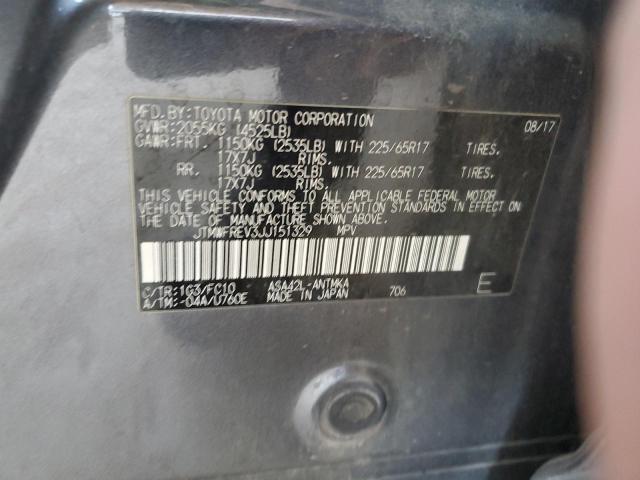 MFD. BY: TOYOTA MOTOR CORPORATION 08/17
GVWR: 2055KG (4525LB)
GAWR: FRT. 1150KG (2535LB) WITH 225/65R17 TIRES.
17X7J RIMS.
RR. 1150KG (2535LB) WITH 225/65R17 TIRES.
17X7J RIMS.
THIS VEHICLE CONFORMS TO ALL APPLICABLE FEDERAL MOTOR
VEHICLE SAFETY AND THEFT PREVENTION STANDARDS IN EFFECT ON
THE DATE OF MANUFACTURE SHOWN ABOVE.
JTMWFREV3JJ151329 MPV
C/TR: 1G3/FC10 ASA42L-ANTMKA 706 E
A/TM: -04A/U760E MADE IN JAPAN